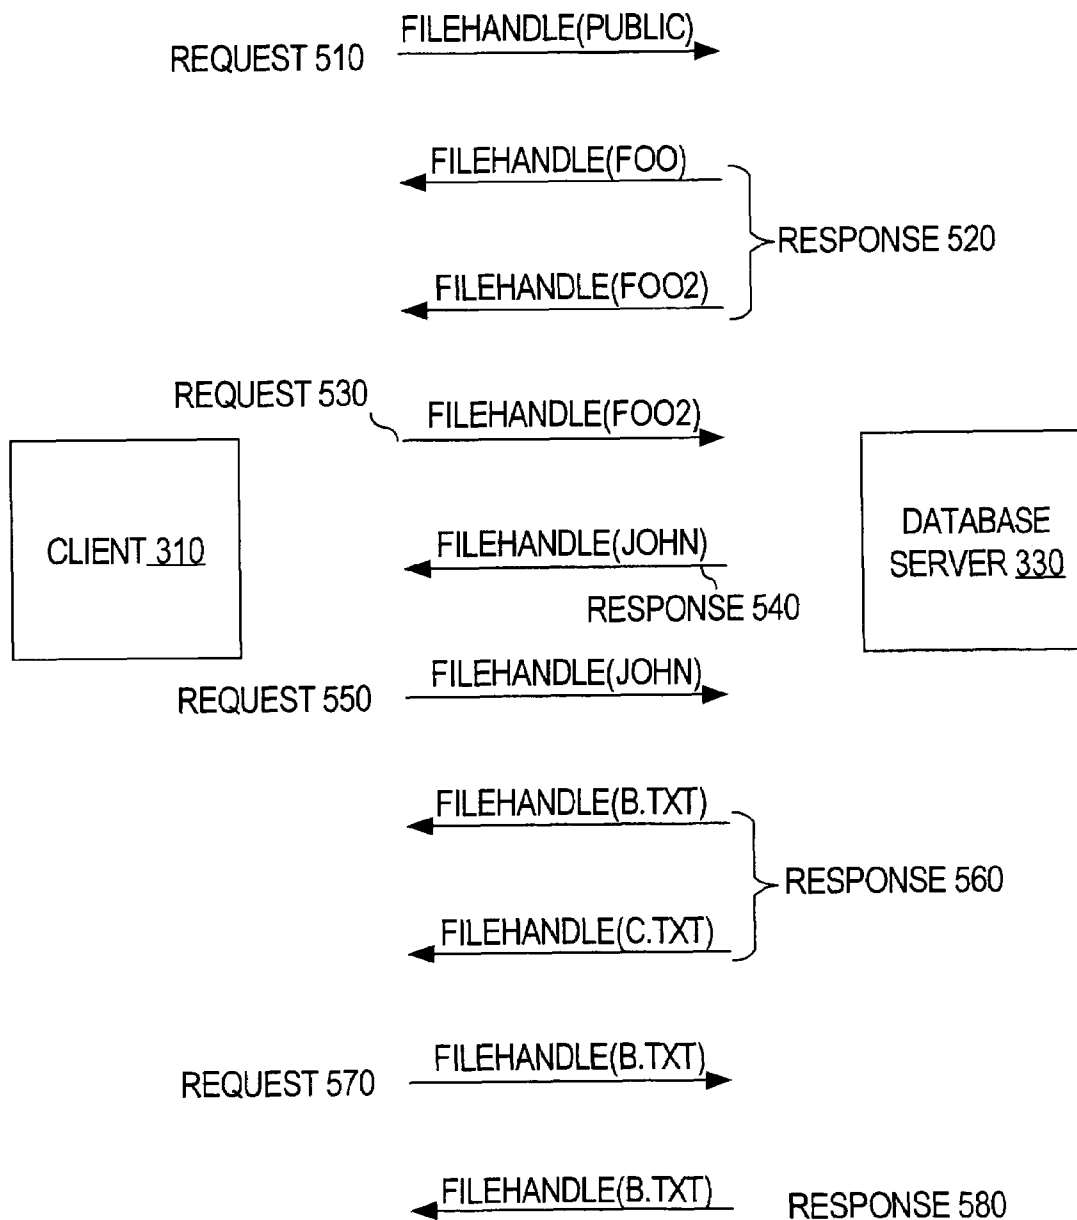 REQUEST 510
FILEHANDLE(PUBLIC)
FILEHANDLE(FOO)
RESPONSE 520
FILEHANDLE(FOO2)
REQUEST 530
FILEHANDLE(FOO2)
CLIENT 310
FILEHANDLE(JOHN)
RESPONSE 540
DATABASE
SERVER 330
REQUEST 550
FILEHANDLE(JOHN)
FILEHANDLE(B.TXT)
RESPONSE 560
FILEHANDLE(C.TXT)
REQUEST 570
FILEHANDLE(B.TXT)
FILEHANDLE(B.TXT)
RESPONSE 580